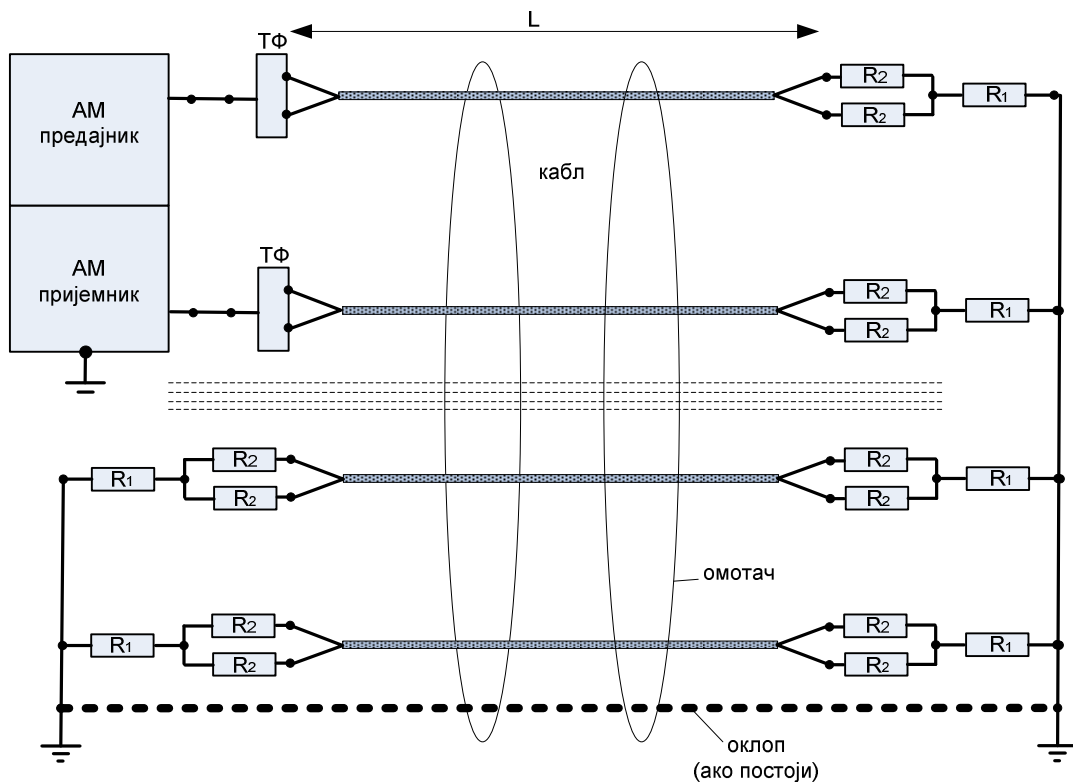 L
ТФ
АМ
предајник
R2
R2
R1
кабл
ТФ
АМ
пријемник
R2
R2
R1
R2
R1
R2
R2
R1
R2
омотач
R2
R1
R2
R2
R1
R2
оклоп
(ако постоји)